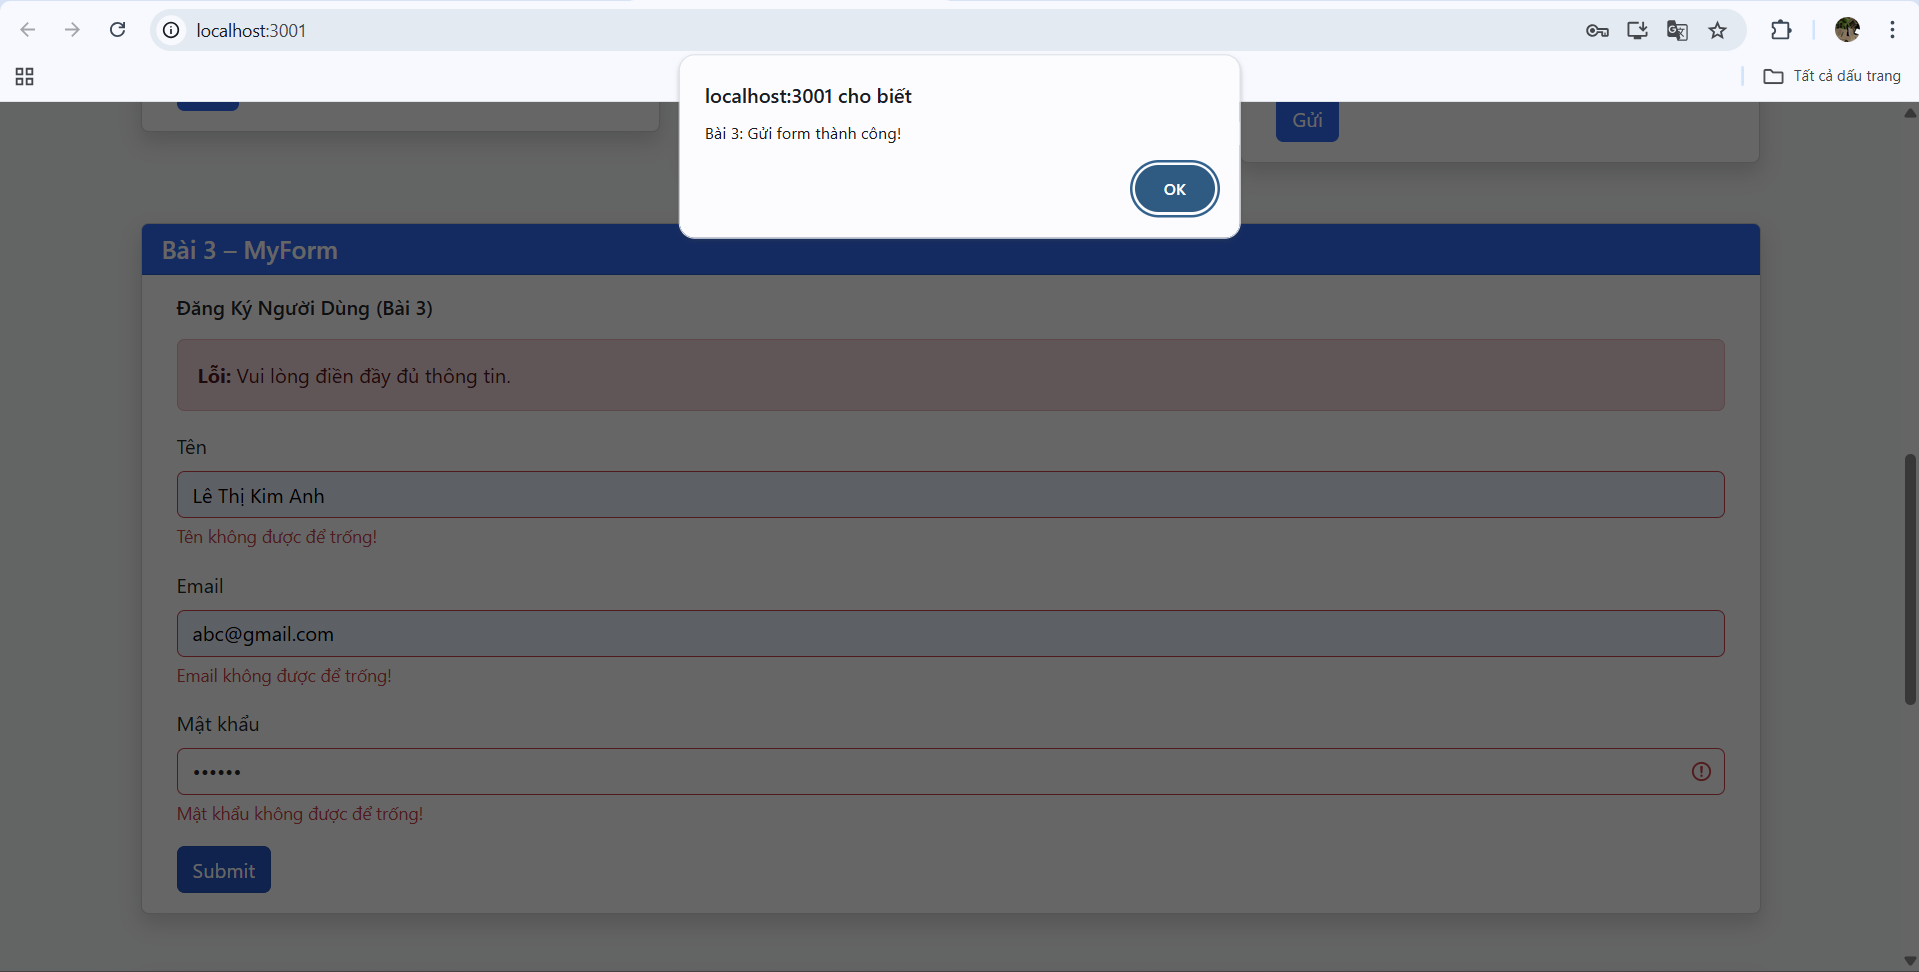 localhost:3001
Tất cả dấu trang
localhost:3001 cho biết
Bài 3: Gửi form thành công!
OK
Gửi
Bài 3 – MyForm
Đăng Ký Người Dùng (Bài 3)
Lỗi: Vui lòng điền đầy đủ thông tin.
Tên
Lê Thị Kim Anh
Tên không được để trống!
Email
abc@gmail.com
Email không được để trống!
Mật khẩu
••••••
Mật khẩu không được để trống!
Submit